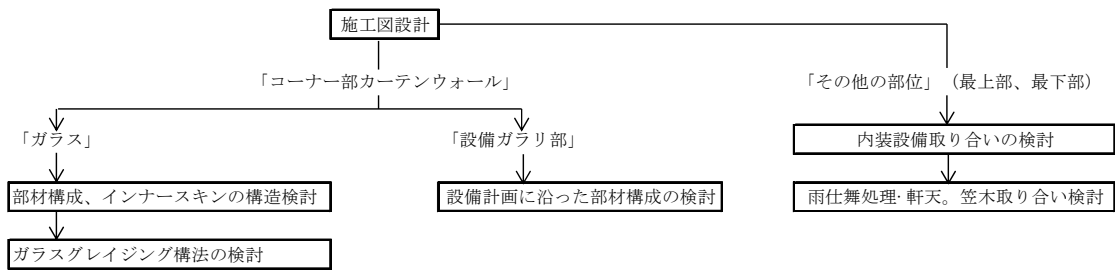 施工図設計
「コーナー部カーテンウォール」
「その他の部位」（最上部、最下部）
「ガラス」
「設備ガラリ部」
内装設備取り合いの検討
部材構成、インナースキンの構造検討
設備計画に沿った部材構成の検討
雨仕舞処理･軒天。笠木取り合い検討
ガラスグレイジング構法の検討